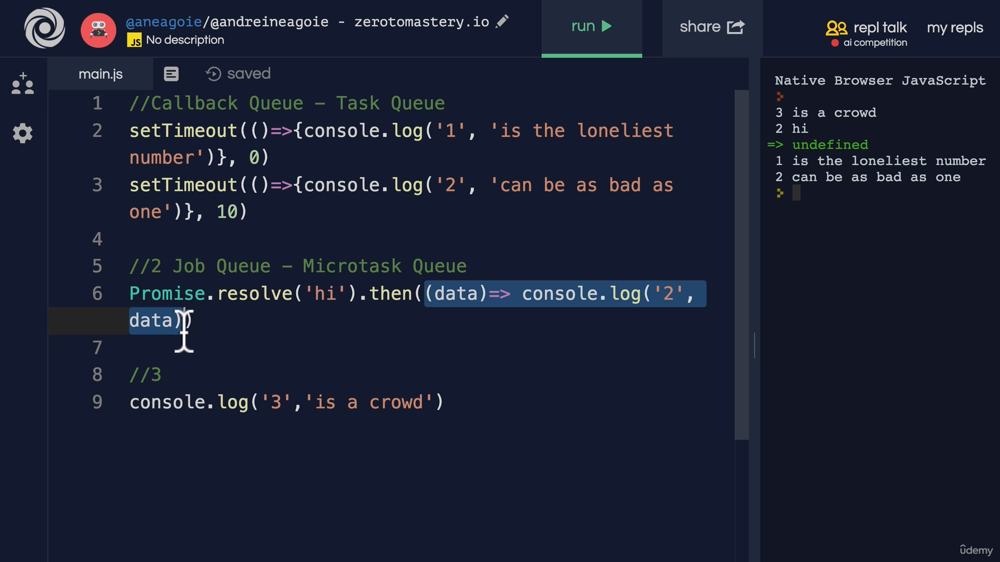 @aneagoie/@andreineagoie - zerotomastery.io
JS No description
run
share
repl talk
ai competition
my repls
main.js
saved
1 //Callback Queue - Task Queue
2 setTimeout(()=>{console.log('1', 'is the loneliest
number')}, 0)
3 setTimeout(()=>{console.log('2', 'can be as bad as
one')}, 10)
4
5 //2 Job Queue - Microtask Queue
6 Promise.resolve('hi').then((data)=> console.log('2',
data))
7
8 //3
9 console.log('3','is a crowd')
Native Browser JavaScript
3 is a crowd
2 hi
=> undefined
1 is the loneliest number
2 can be as bad as one
ûdemy